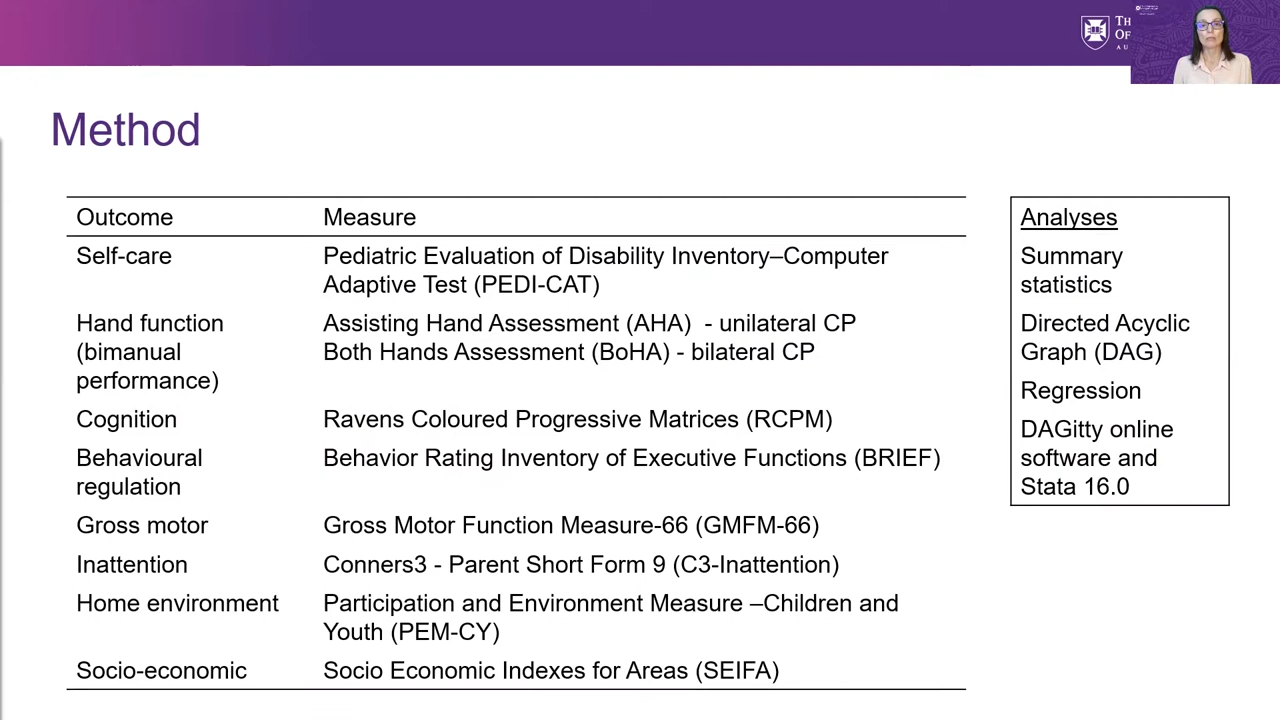 Th
Of
AU
Method
Outcome Measure
Self-care Pediatric Evaluation of Disability Inventory–Computer
Adaptive Test (PEDI-CAT)
Hand function Assisting Hand Assessment (AHA) - unilateral CP
(bimanual Both Hands Assessment (BoHA) - bilateral CP
performance)
Cognition Ravens Coloured Progressive Matrices (RCPM)
Behavioural Behavior Rating Inventory of Executive Functions (BRIEF)
regulation
Gross motor Gross Motor Function Measure-66 (GMFM-66)
Inattention Conners3 - Parent Short Form 9 (C3-Inattention)
Home environment Participation and Environment Measure –Children and
Youth (PEM-CY)
Socio-economic Socio Economic Indexes for Areas (SEIFA)
Analyses
Summary
statistics
Directed Acyclic
Graph (DAG)
Regression
DAGitty online
software and
Stata 16.0